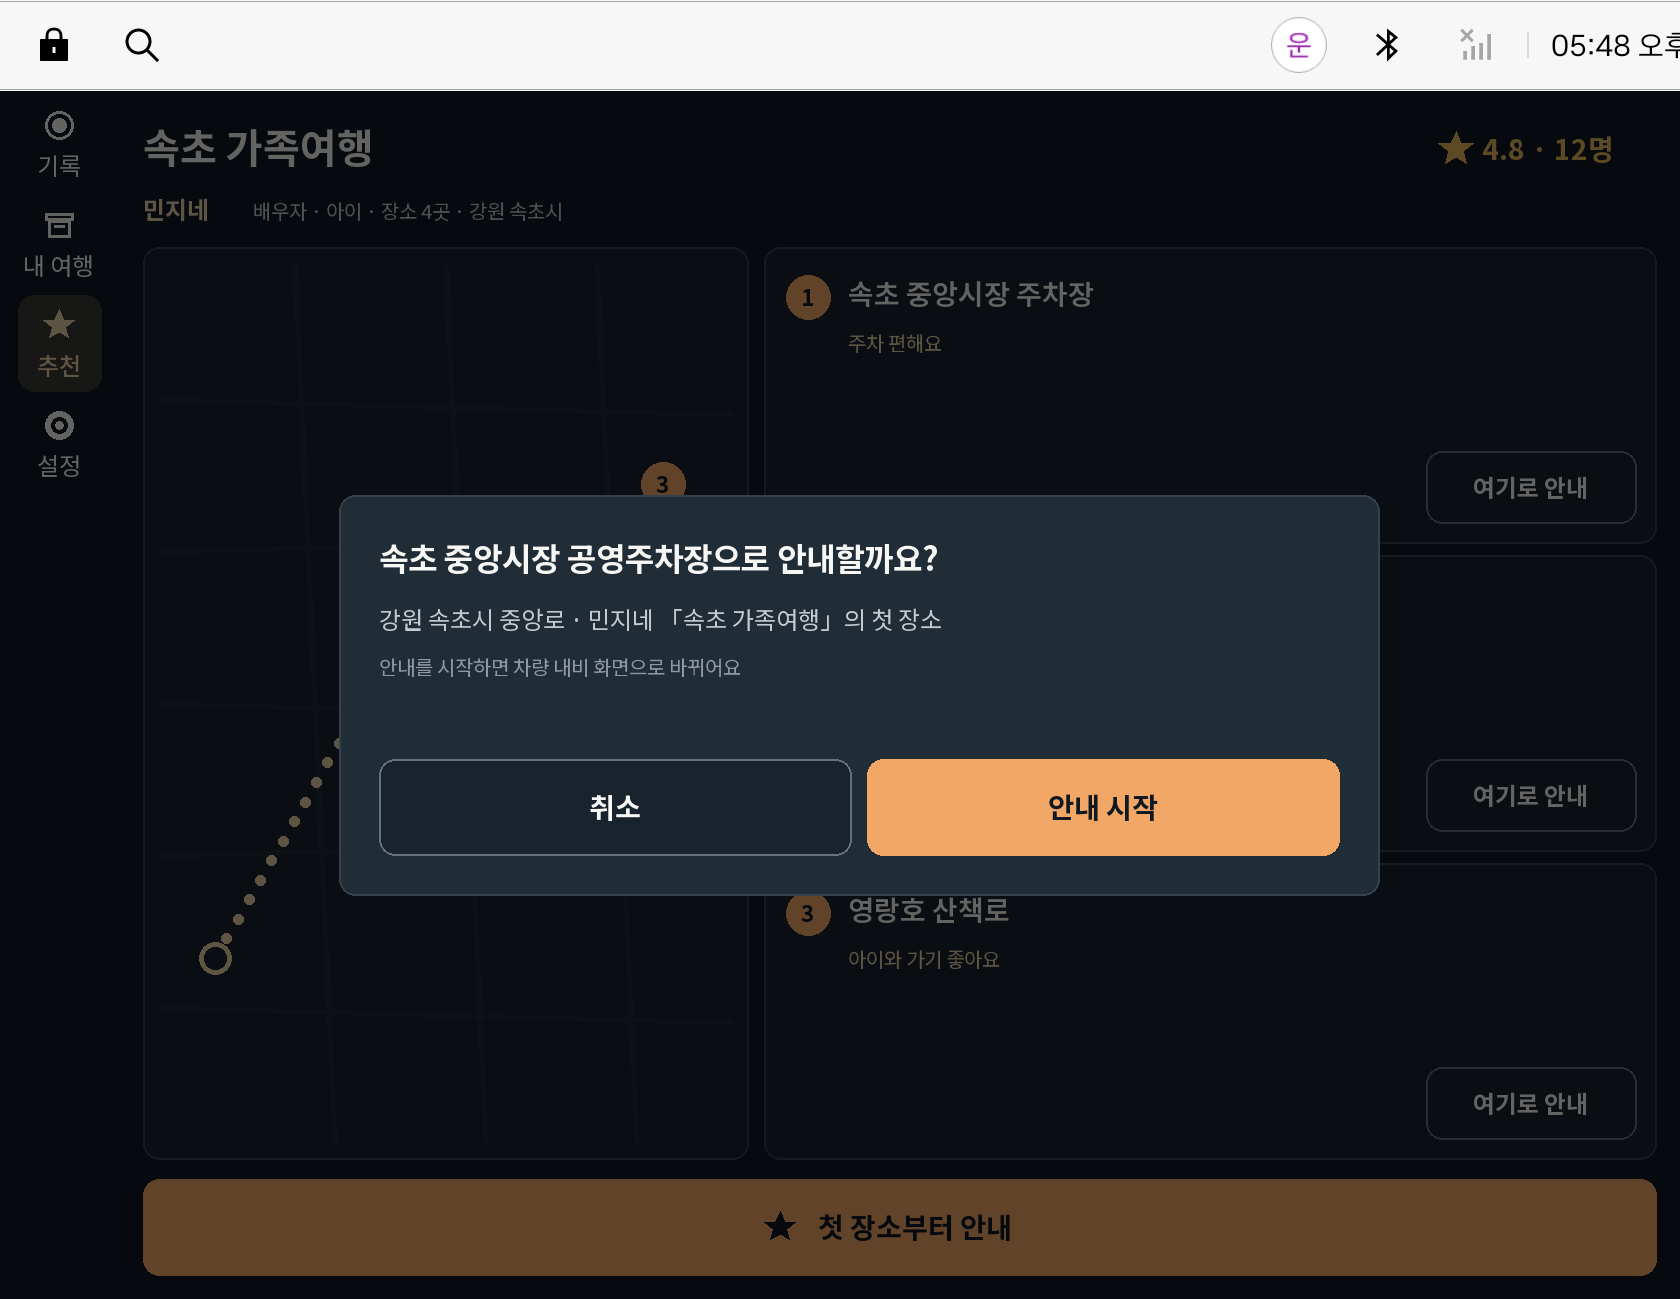 운
05:48 오후
기록
내 여행
추천
설정
속초 가족여행
4.8 · 12명
민지네
배우자 · 아이 · 장소 4곳 · 강원 속초시
1
속초 중앙시장 주차장
주차 편해요
여기로 안내
3
속초 중앙시장 공영주차장으로 안내할까요?
강원 속초시 중앙로 · 민지네 「속초 가족여행」의 첫 장소
안내를 시작하면 차량 내비 화면으로 바뀌어요
취소
안내 시작
여기로 안내
3
영랑호 산책로
아이와 가기 좋아요
여기로 안내
첫 장소부터 안내